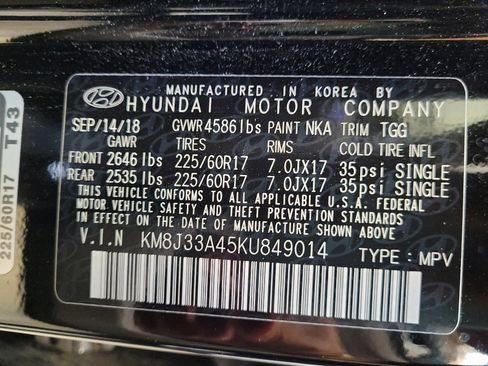 MANUFACTURED IN KOREA BY
HYUNDAI MOTOR COMPANY
SEP/14/18 GVWR 4586 lbs PAINT NKA TRIM TGG
GAWR TIRES RIMS COLD TIRE INFL
FRONT 2646 lbs 225/60R17 7.0JX17 35psi SINGLE
REAR 2535 lbs 225/60R17 7.0JX17 35psi SINGLE
THIS VEHICLE CONFORMS TO ALL APPLICABLE U.S.A. FEDERAL
MOTOR VEHICLE SAFETY AND THEFT PREVENTION STANDARDS
IN EFFECT ON THE DATE OF MANUFACTURE SHOWN ABOVE
V.I.N KM8J33A45KU849014
TYPE : MPV
225/60R17 T43